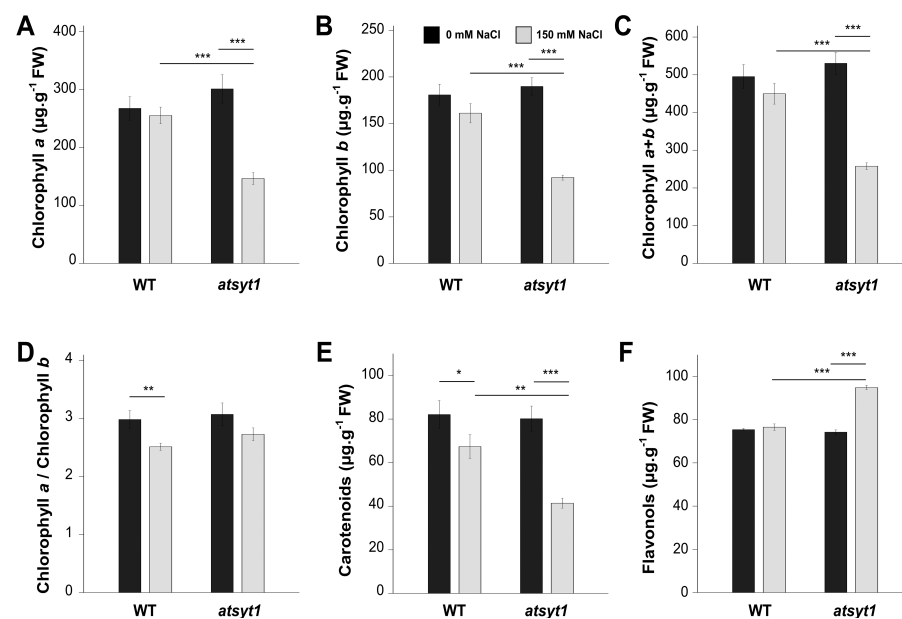 A
Chlorophyll a (µg.g-1 FW)
400
300
200
100
0
***
***
WT
atsyt1
B
0 mM NaCl
150 mM NaCl
Chlorophyll b (µg.g-1 FW)
250
200
150
100
50
0
***
***
WT
atsyt1
C
Chlorophyll a+b (µg.g-1 FW)
600
500
400
300
200
100
0
***
***
WT
atsyt1
D
Chlorophyll a / Chlorophyll b
4
3
2
1
0
**
WT
atsyt1
E
Carotenoids (µg.g-1 FW)
100
80
60
40
20
0
*
***
**
WT
atsyt1
F
Flavonols (µg.g-1 FW)
100
80
60
40
20
0
***
***
WT
atsyt1